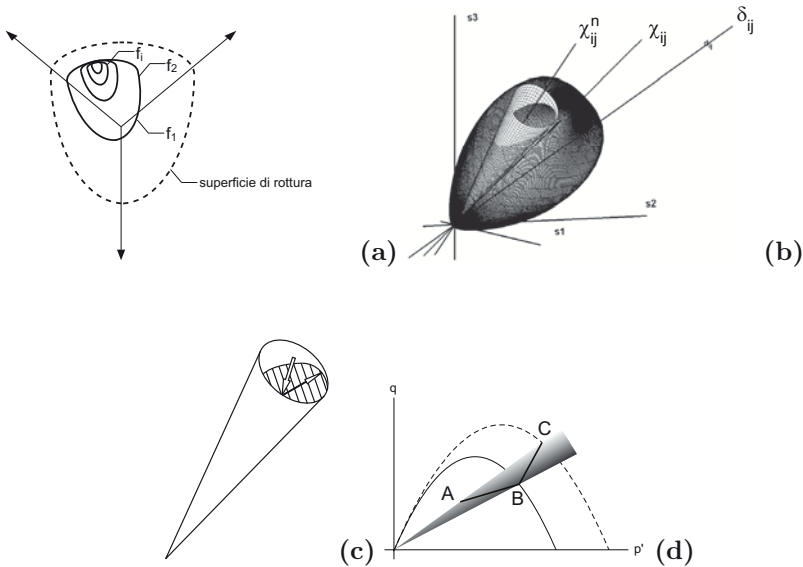 f_i
f_2
f_1
superficie di rottura
(a)
s3
χ_ij^n
χ_ij
δ_ij
s2
s1
(b)
(c)
q
A
B
C
p'
(d)